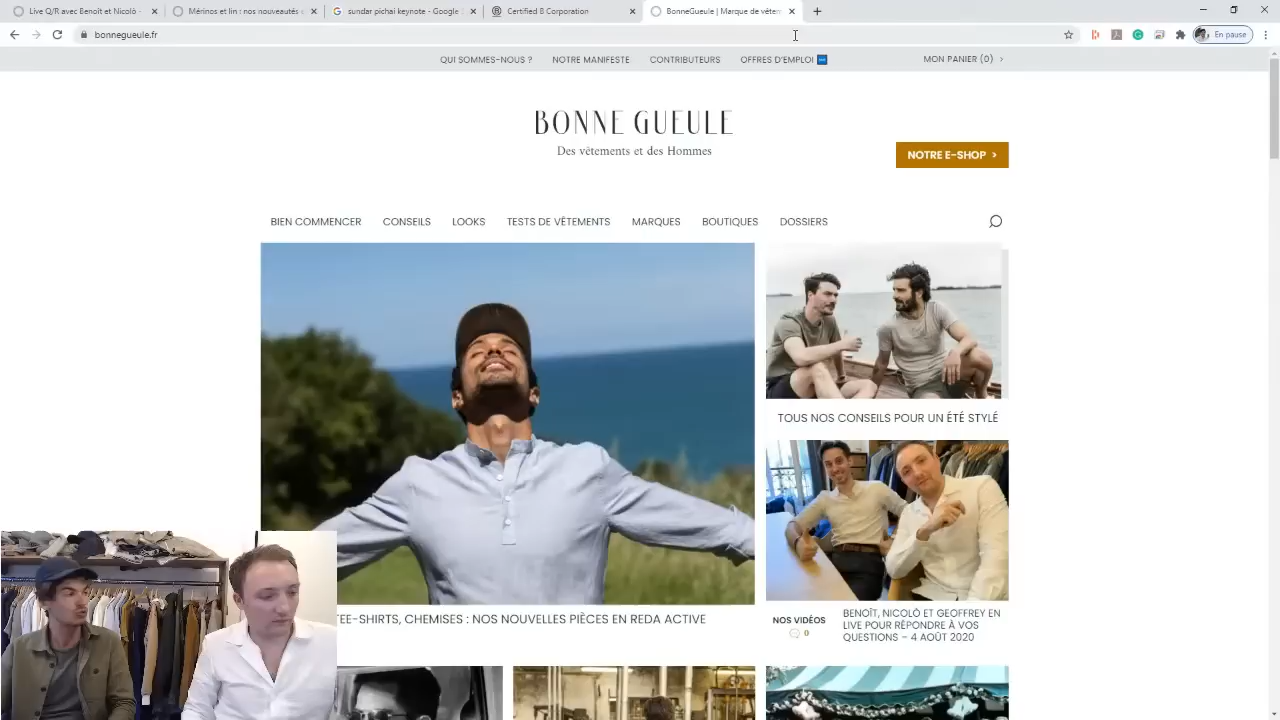 Live Q/R avec Benoît et Nicolò -
Mérinos et lin : nos nouveautés d
sundar pichai keynote - Google S
Certified B Corporation
BonneGueule | Marque de vêtem
bonnegueule.fr
En pause
QUI SOMMES-NOUS ?
NOTRE MANIFESTE
CONTRIBUTEURS
OFFRES D'EMPLOI
MON PANIER (0) >
BONNE GUEULE
Des vêtements et des Hommes
NOTRE E-SHOP >
BIEN COMMENCER
CONSEILS
LOOKS
TESTS DE VÊTEMENTS
MARQUES
BOUTIQUES
DOSSIERS
TOUS NOS CONSEILS POUR UN ÉTÉ STYLÉ
TEE-SHIRTS, CHEMISES : NOS NOUVELLES PIÈCES EN REDA ACTIVE
NOS VIDÉOS
0
BENOÎT, NICOLÒ ET GEOFFREY EN
LIVE POUR RÉPONDRE À VOS
QUESTIONS – 4 AOÛT 2020